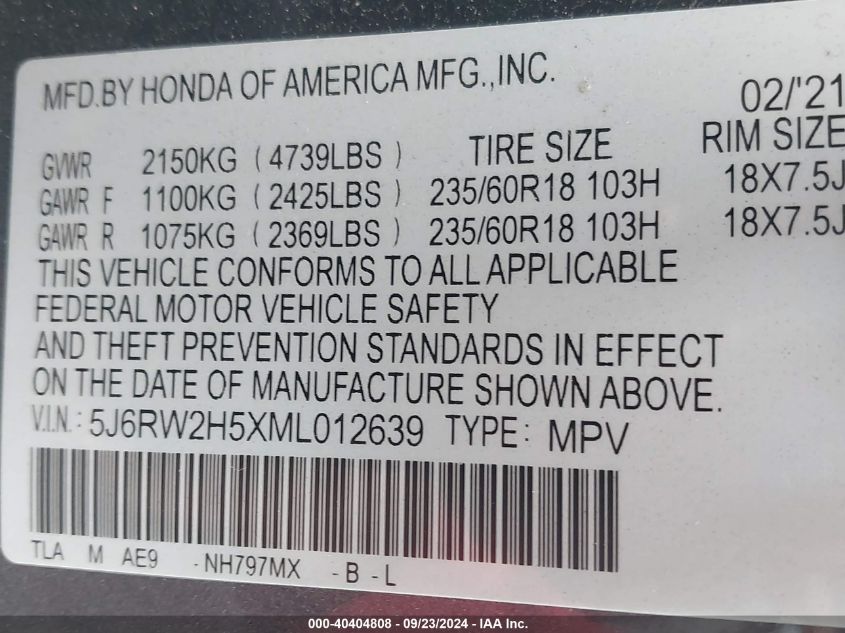 MFD.BY HONDA OF AMERICA MFG.,INC.
02/'21
GVWR 2150KG ( 4739LBS ) TIRE SIZE RIM SIZE
GAWR F 1100KG ( 2425LBS ) 235/60R18 103H 18X7.5J
GAWR R 1075KG ( 2369LBS ) 235/60R18 103H 18X7.5J
THIS VEHICLE CONFORMS TO ALL APPLICABLE
FEDERAL MOTOR VEHICLE SAFETY
AND THEFT PREVENTION STANDARDS IN EFFECT
ON THE DATE OF MANUFACTURE SHOWN ABOVE.
V.I.N.: 5J6RW2H5XML012639 TYPE: MPV
TLA M AE9 -NH797MX -B -L
000-40404808 - 09/23/2024 - IAA Inc.